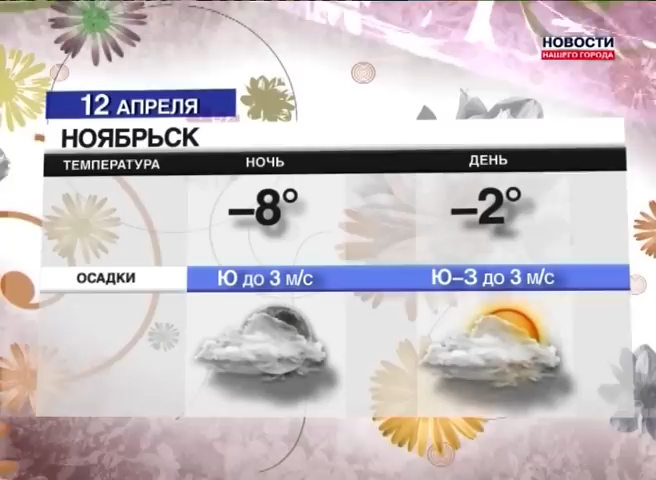 НОВОСТИ
НАШЕГО ГОРОДА
12 АПРЕЛЯ
НОЯБРЬСК
ТЕМПЕРАТУРА НОЧЬ ДЕНЬ
–8° –2°
ОСАДКИ Ю ДО 3 М/С Ю–З ДО 3 М/С